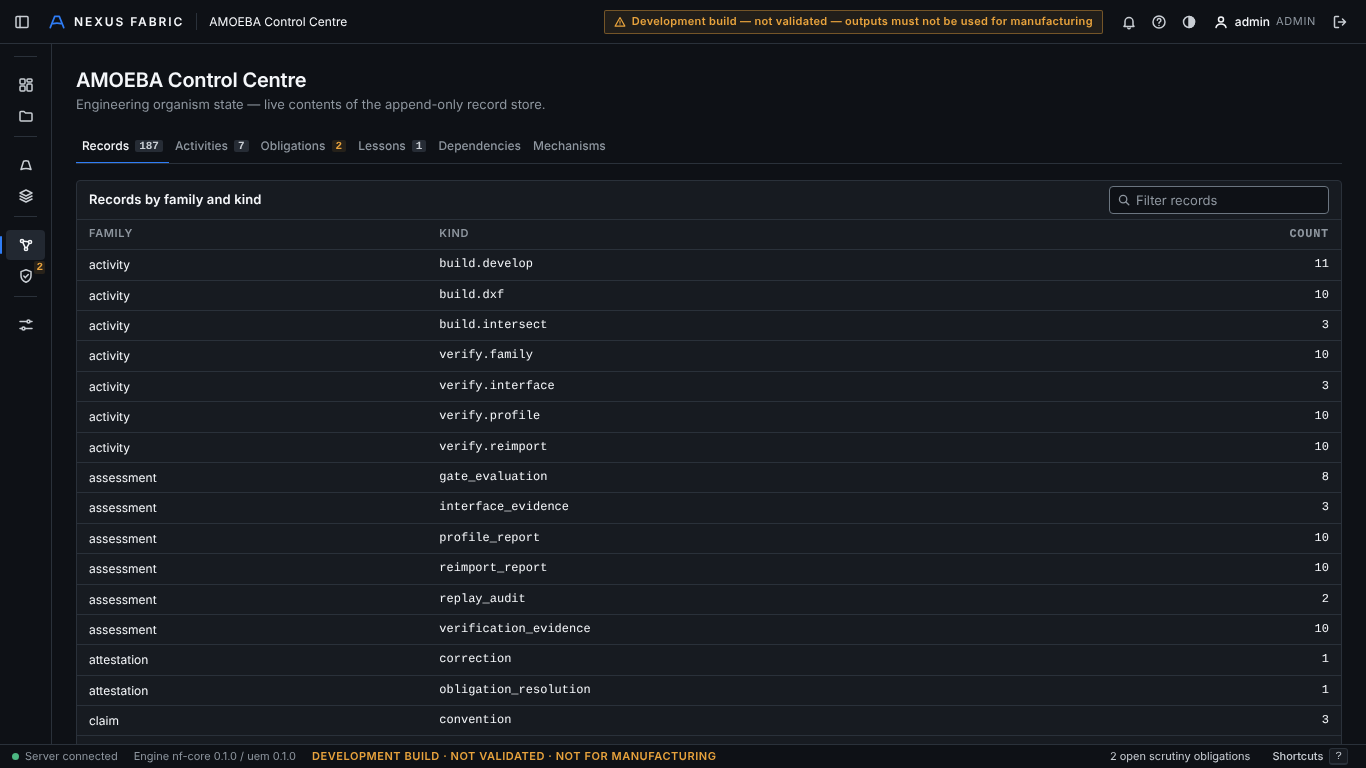 NEXUS FABRIC AMOEBA Control Centre Development build — not validated — outputs must not be used for manufacturing admin ADMIN
AMOEBA Control Centre
Engineering organism state — live contents of the append-only record store.
Records 187 Activities 7 Obligations 2 Lessons 1 Dependencies Mechanisms
Records by family and kind Filter records
FAMILY KIND COUNT
activity build.develop 11
activity build.dxf 10
activity build.intersect 3
activity verify.family 10
activity verify.interface 3
activity verify.profile 10
activity verify.reimport 10
assessment gate_evaluation 8
assessment interface_evidence 3
assessment profile_report 10
assessment reimport_report 10
assessment replay_audit 2
assessment verification_evidence 10
attestation correction 1
attestation obligation_resolution 1
claim convention 3
2
Server connected Engine nf-core 0.1.0 / uem 0.1.0 DEVELOPMENT BUILD · NOT VALIDATED · NOT FOR MANUFACTURING 2 open scrutiny obligations Shortcuts ?